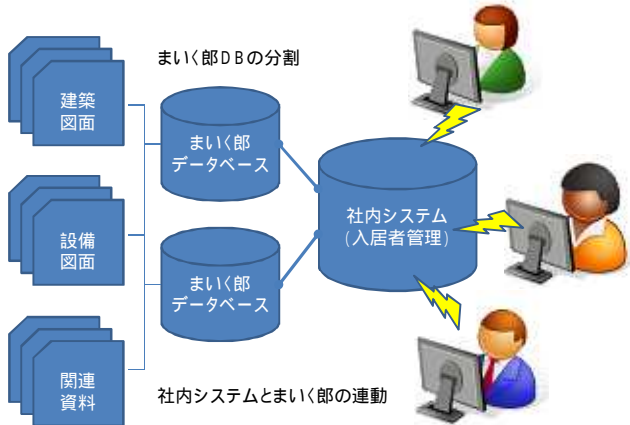 まいく郎DBの分割
建築
図面
まいく郎
データベース
社内システム
(入居者管理)
設備
図面
まいく郎
データベース
関連
資料
社内システムとまいく郎の連動